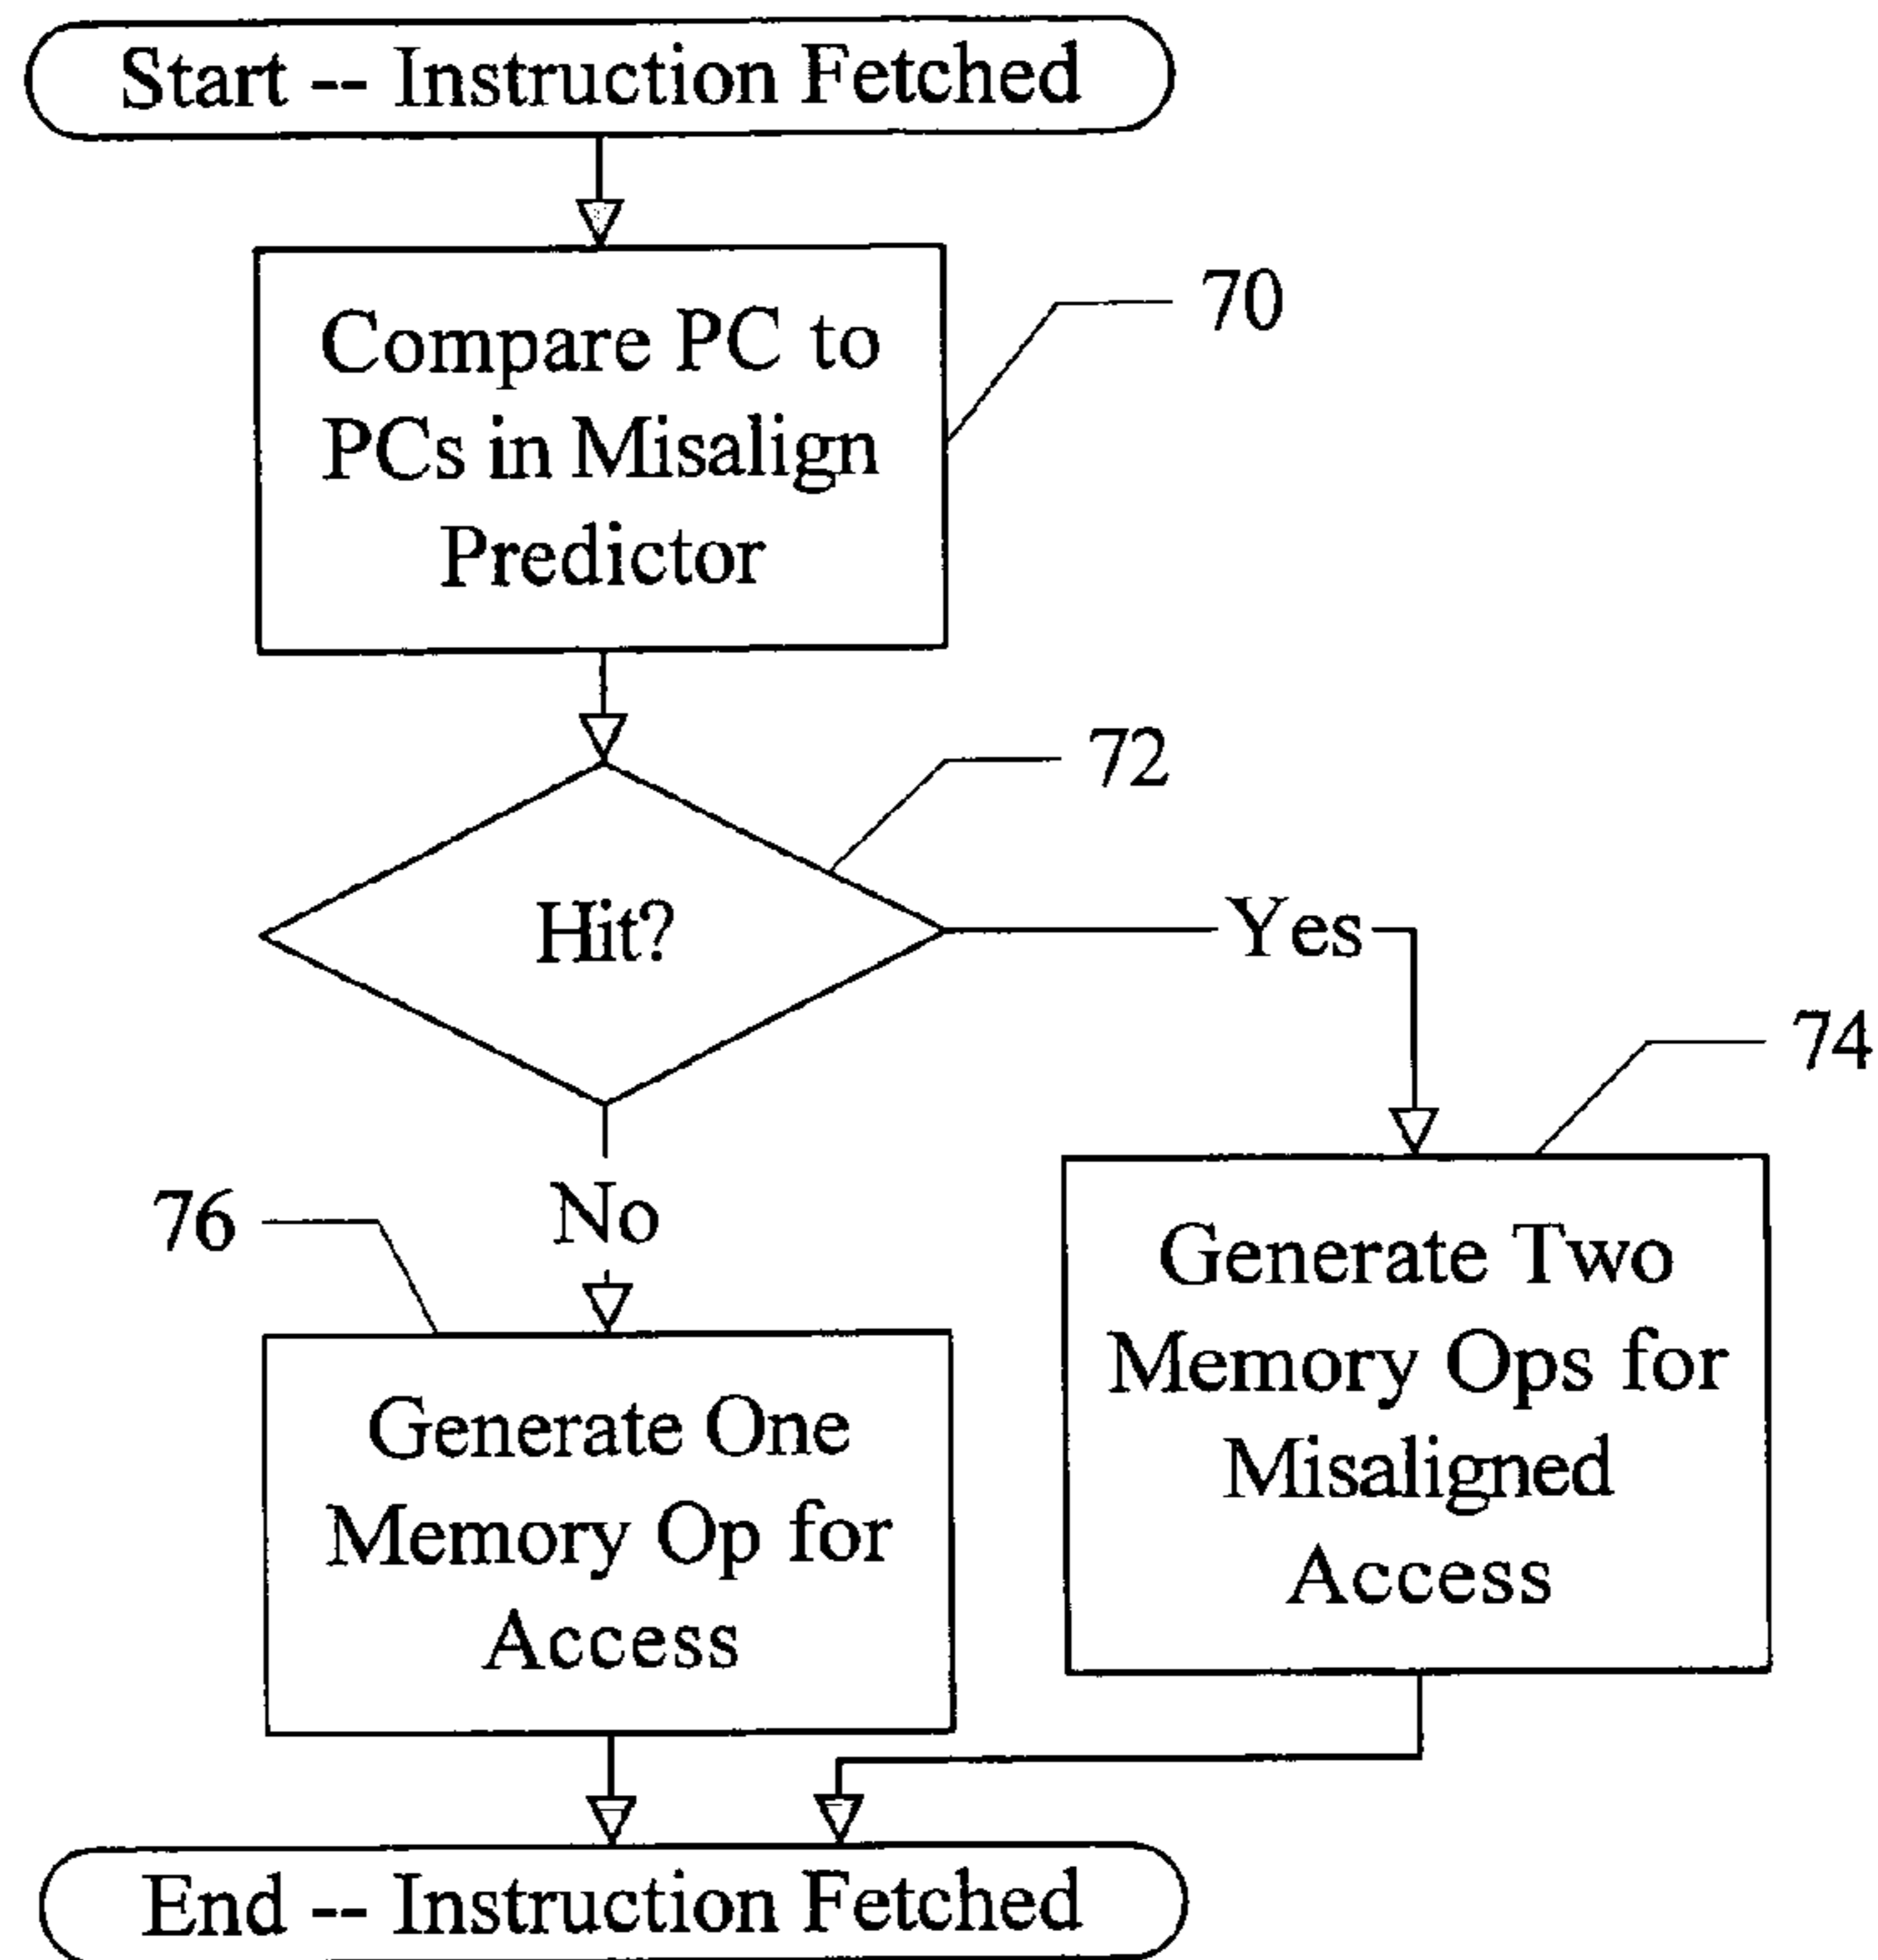 Start -- Instruction Fetched
70
Compare PC to
PCs in Misalign
Predictor
72
Hit?
Yes
74
No
76
Generate Two
Memory Ops for
Misaligned
Access
Generate One
Memory Op for
Access
End -- Instruction Fetched